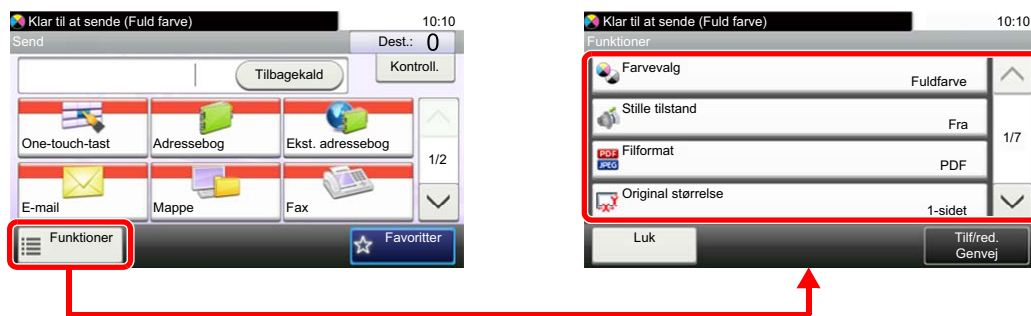 Klar til at sende (Fuld farve) 10:10
Send Dest.: 0
Tilbagekald Kontroll.
One-touch-tast Adressebog Ekst. adressebog
1/2
E-mail Mappe Fax
Funktioner Favoritter
Klar til at sende (Fuld farve) 10:10
Funktioner
Farvevalg
Fuldfarve
Stille tilstand
Fra
1/7
PDF
JPEG
Filformat
PDF
Original størrelse
1-sidet
Luk Tilf/red.
Genvej